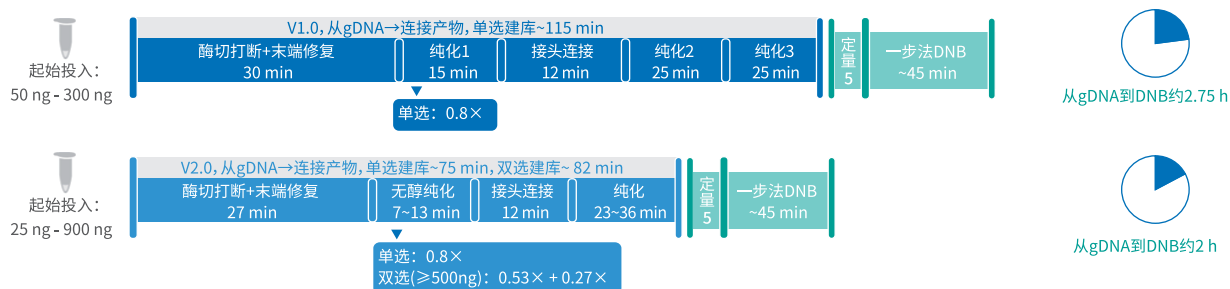 V1.0,从gDNA→连接产物,单选建库~115 min
酶切打断+末端修复
30 min
纯化1
15 min
接头连接
12 min
纯化2
25 min
纯化3
25 min
定量
5
一步法DNB
~45 min
起始投入:
50 ng - 300 ng
单选:0.8×
从gDNA到DNB约2.75 h
V2.0,从gDNA→连接产物,单选建库~75 min,双选建库~ 82 min
酶切打断+末端修复
27 min
无醇纯化
7~13 min
接头连接
12 min
纯化
23~36 min
定量
5
一步法DNB
~45 min
起始投入:
25 ng - 900 ng
单选:0.8×
双选(≥500ng):0.53× + 0.27×
从gDNA到DNB约2 h